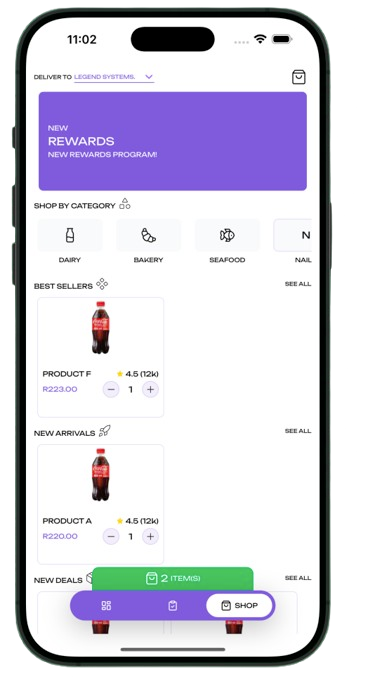 11:02
DELIVER TO LEGEND SYSTEMS.
NEW
REWARDS
NEW REWARDS PROGRAM!
SHOP BY CATEGORY
N
DAIRY BAKERY SEAFOOD NAIL
BEST SELLERS SEE ALL
PRODUCT F 4.5 (12k)
R223.00 1
NEW ARRIVALS SEE ALL
PRODUCT A 4.5 (12k)
R220.00 1
2 ITEM(S)
NEW DEALS SEE ALL
SHOP